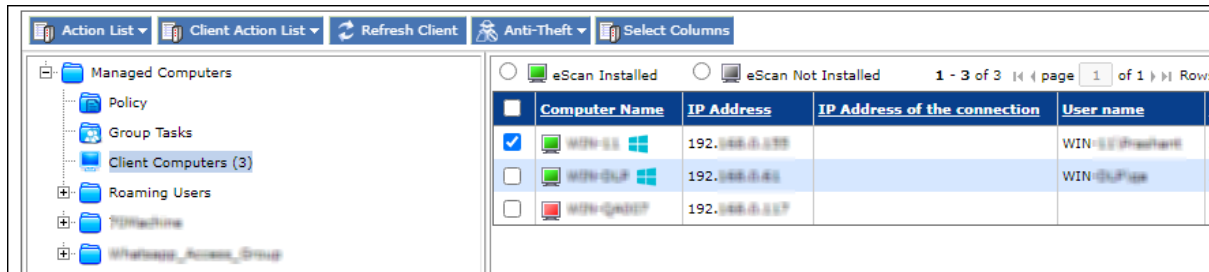 Action List Client Action List Refresh Client Anti-Theft Select Columns
Managed Computers
Policy
Group Tasks
Client Computers (3)
Roaming Users
eScan Installed eScan Not Installed 1 - 3 of 3 page 1 of 1 Row
Computer Name IP Address IP Address of the connection User name
192. WIN-
192. WIN-
192.